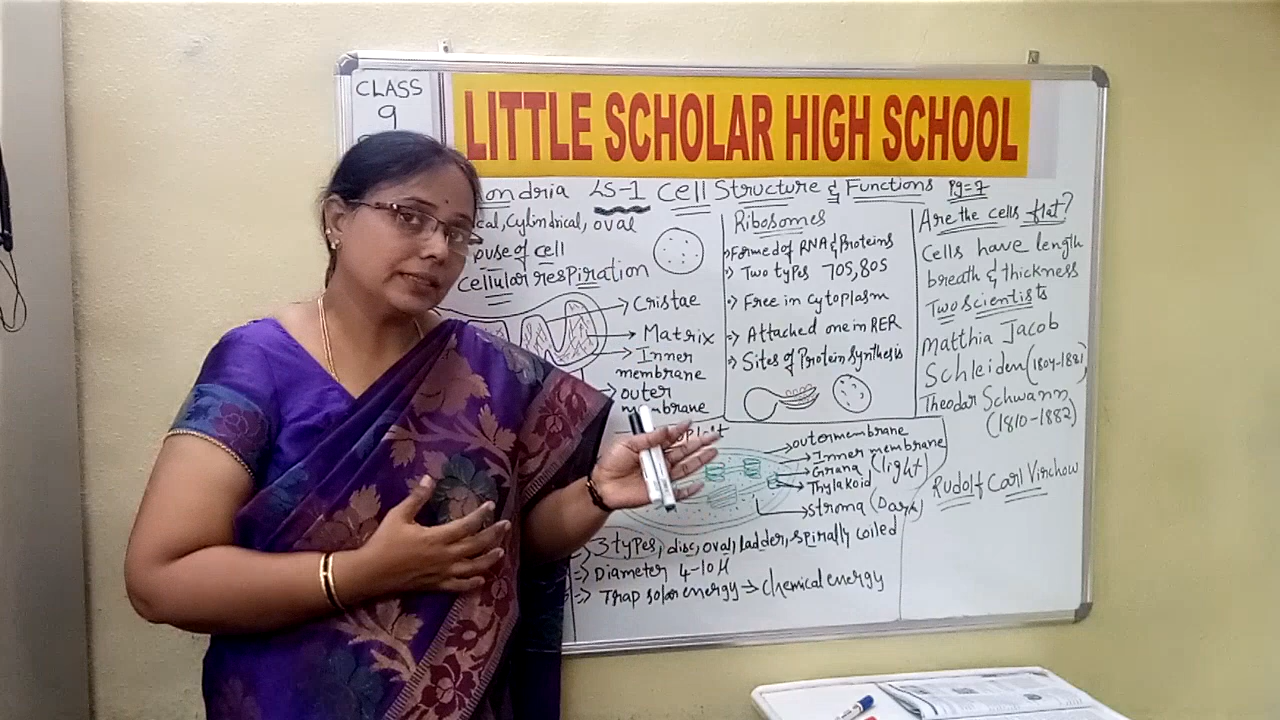 CLASS
9
LITTLE SCHOLAR HIGH SCHOOL
ondria LS-1 Cell Structure & Functions Pg=7
cal, Cylindrical, oval
ouse of cell
Cellular respiration
Cristae
Matrix
Inner
membrane
outer
membrane
Ribosomes
Formed of RNA & Proteins
Two types 70S, 80S
Free in cytoplasm
Attached one in RER
Sites of Protein synthesis
Are the cells flat?
Cells have length
breath & thickness
Two scientists
Matthia Jacob
Schleiden (1804-1881)
Theodar Schwann
(1810-1882)
Rudolf Carl Virchow
outermembrane
Inner membrane
Grana (light)
Thylakoid
stroma (Dark)
3 types, disc, oval, ladder, spirally coiled
=> Diameter 4-10 μ
=> Trap solar energy → chemical energy